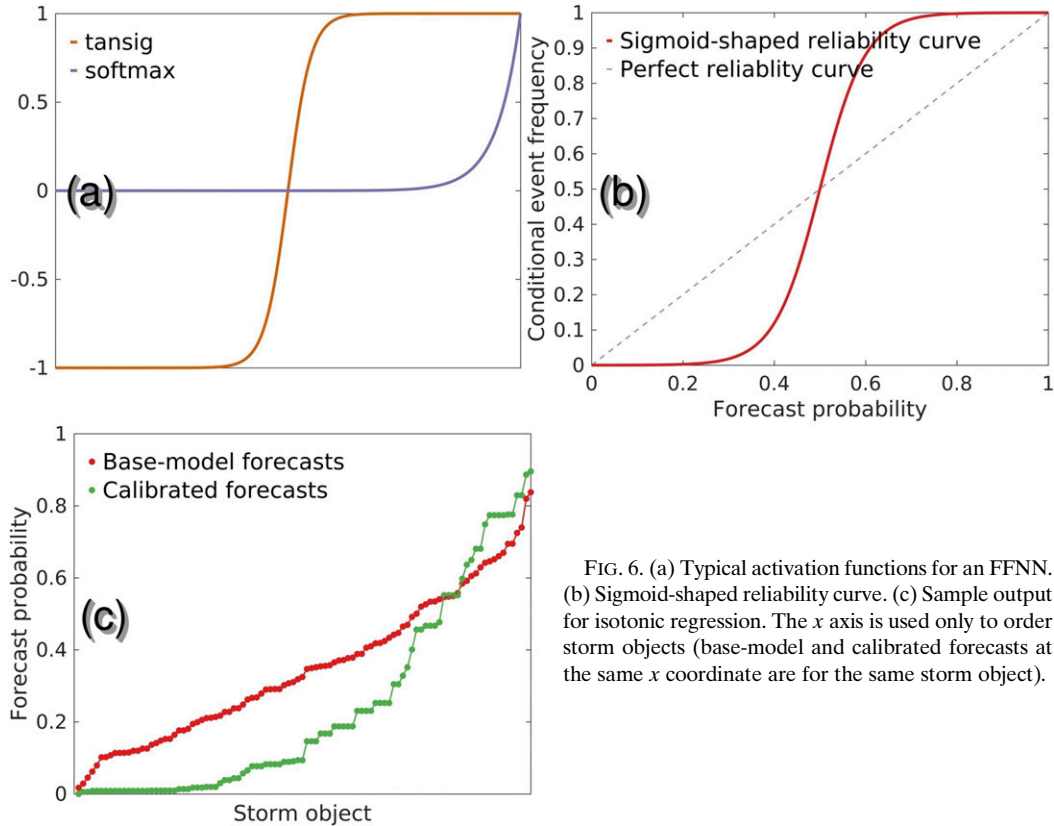 1
tansig
softmax
0.5
0
-0.5
-1
(a)
1
0.9
0.8
0.7
0.6
0.5
0.4
0.3
0.2
0.1
0
Conditional event frequency
Sigmoid-shaped reliability curve
Perfect reliablity curve
(b)
0 0.2 0.4 0.6 0.8 1
Forecast probability
1
0.8
0.6
0.4
0.2
0
Forecast probability
Base-model forecasts
Calibrated forecasts
(c)
Storm object
FIG. 6. (a) Typical activation functions for an FFNN.
(b) Sigmoid-shaped reliability curve. (c) Sample output
for isotonic regression. The x axis is used only to order
storm objects (base-model and calibrated forecasts at
the same x coordinate are for the same storm object).